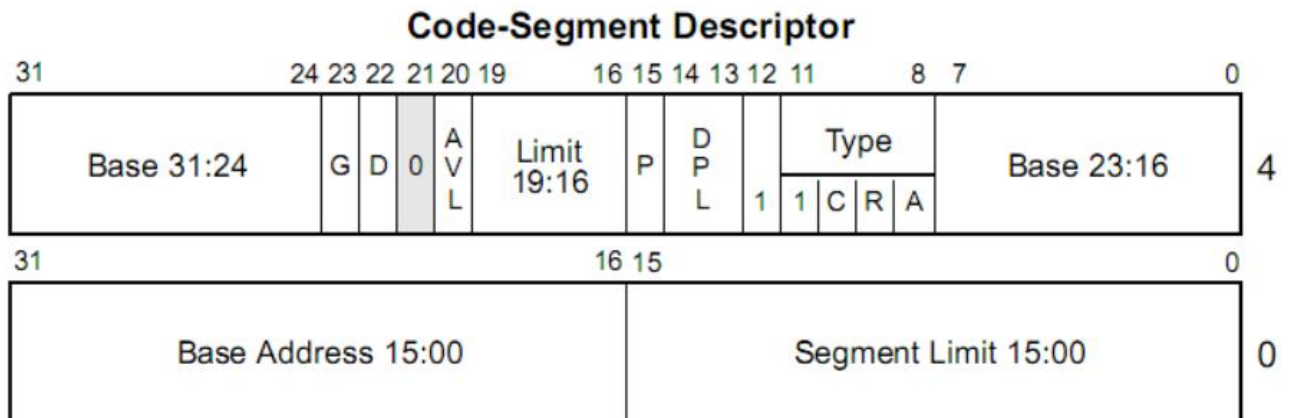 Code-Segment Descriptor
31 24 23 22 21 20 19 16 15 14 13 12 11 8 7 0
Base 31:24 G D 0 AVL Limit 19:16 P DPL 1 Type 1 C R A Base 23:16 4
31 16 15 0
Base Address 15:00 Segment Limit 15:00 0